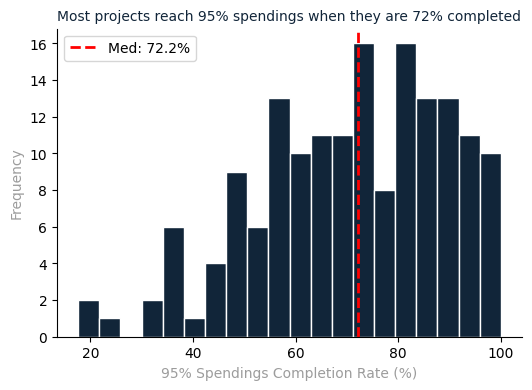 Most projects reach 95% spendings when they are 72% completed
Med: 72.2%
16
14
12
10
8
6
4
2
0
Frequency
20 40 60 80 100
95% Spendings Completion Rate (%)